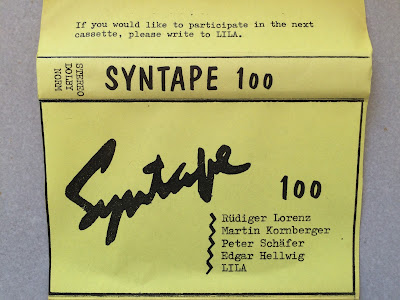 If you would like to participate in the next
cassette, please write to LILA.
STEREO
DOLBY
NORM
SYNTAPE 100
Syntape
100
Rüdiger Lorenz
Martin Kornberger
Peter Schäfer
Edgar Hellwig
LILA